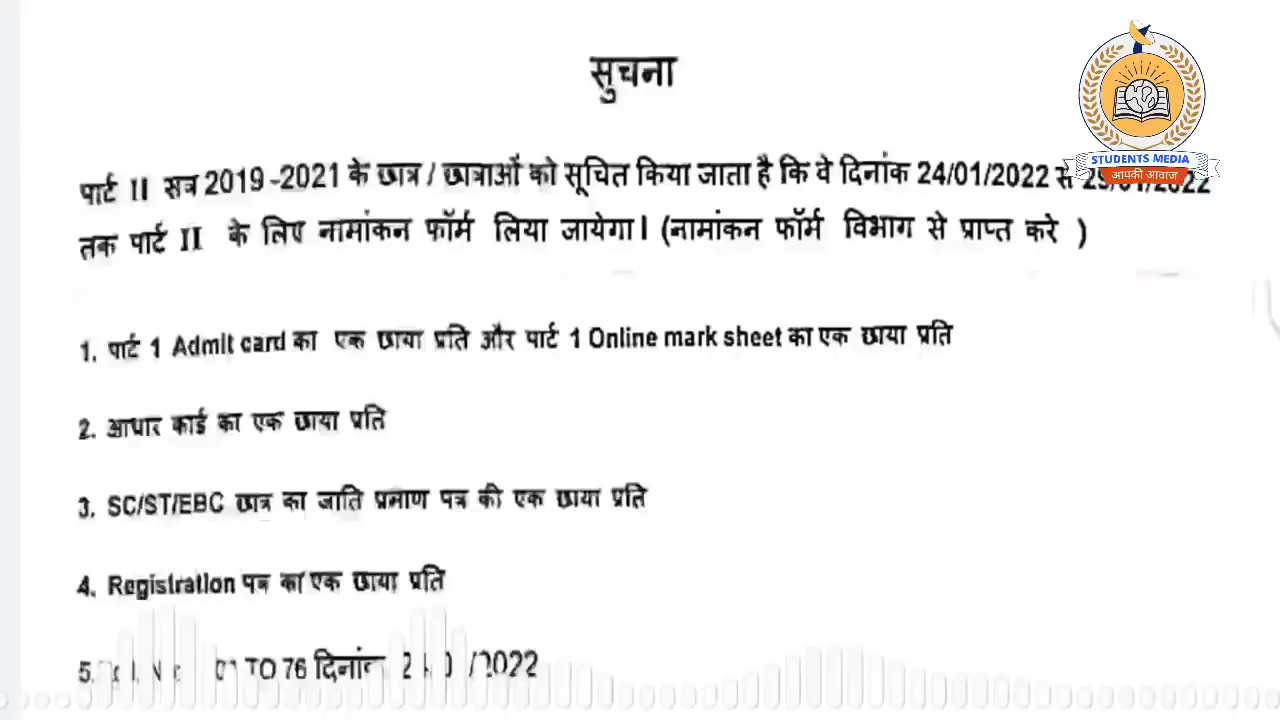 सुचना
STUDENTS MEDIA
आपकी आवाज
पार्ट II सत्र 2019 -2021 के छात्र / छात्राओं को सूचित किया जाता है कि वे दिनांक 24/01/2022 से
तक पार्ट II के लिए नामांकन फॉर्म लिया जायेगा। (नामांकन फॉर्म विभाग से प्राप्त करे )
1. पार्ट 1 Admit card का एक छाया प्रति और पार्ट 1 Online mark sheet का एक छाया प्रति
2. आधार कार्ड का एक छाया प्रति
3. SC/ST/EBC छात्र का जाति प्रमाण पत्र की एक छाया प्रति
4. Registration पत्र का एक छाया प्रति
5. TO 76 दिनांक /2022